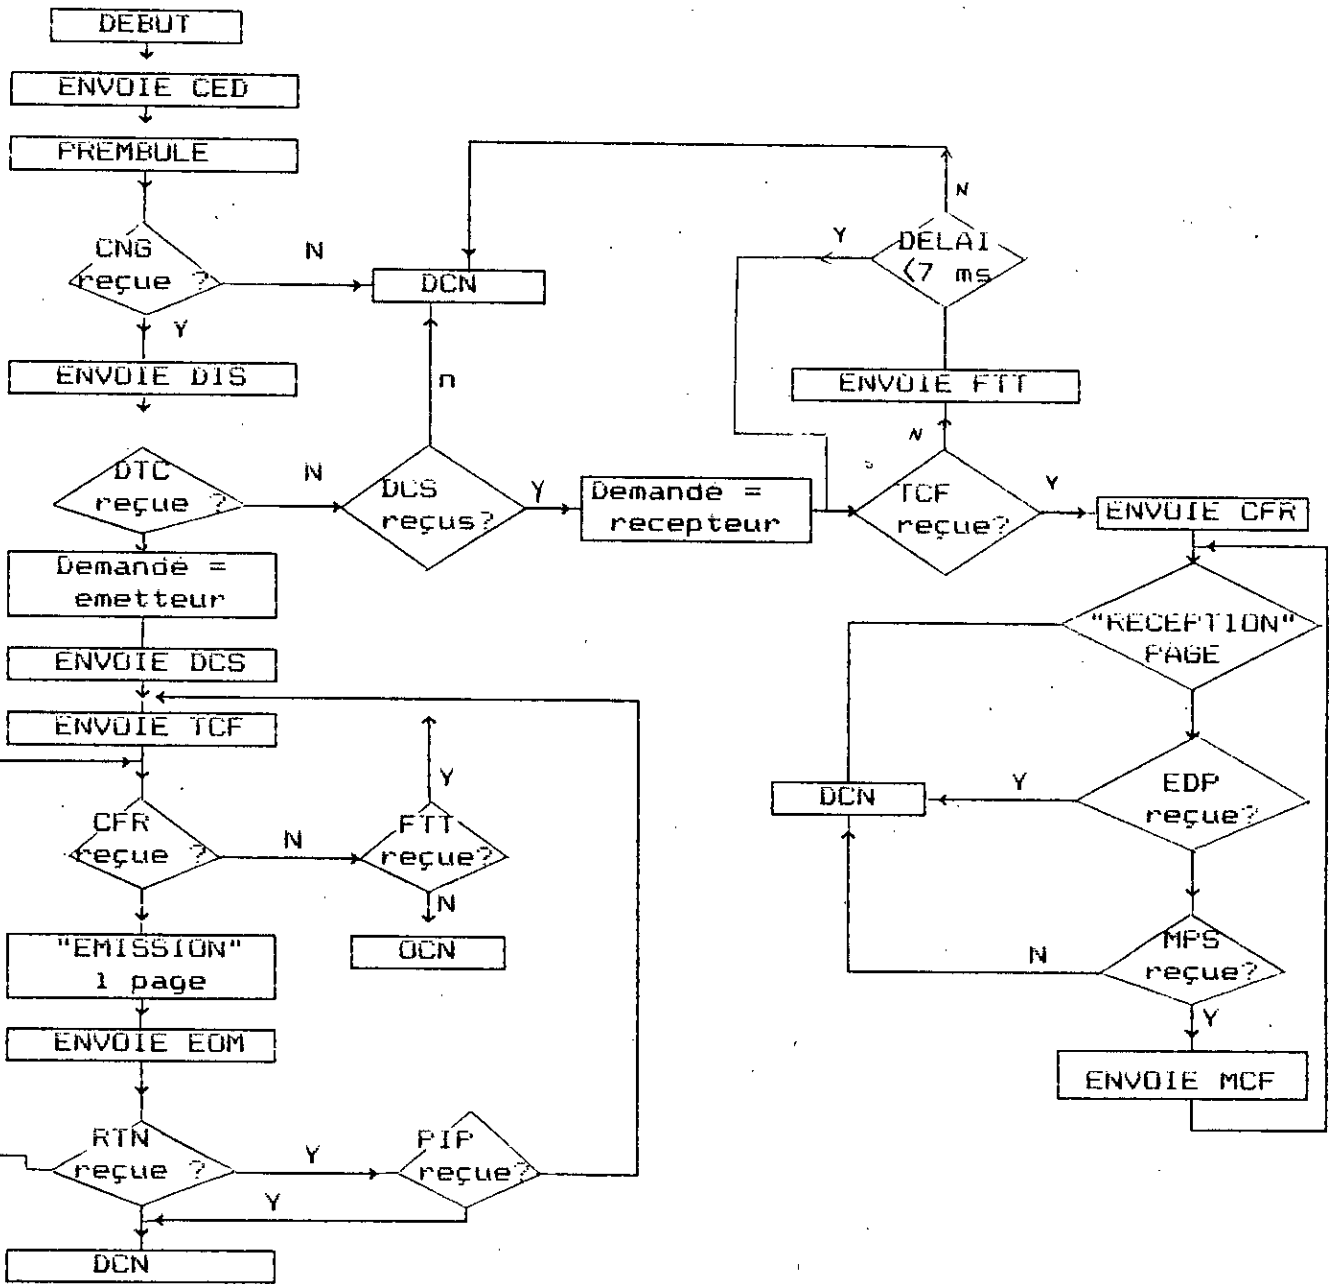 DEBUT
ENVOIE CED
PREMBULE
CNG
reçue ?
N
DCN
Y
ENVOIE DIS
n
DTC
reçue ?
N
DCS
reçus?
Y
Demandé =
recepteur
TCF
reçue?
Y
ENVOIE CFR
N
ENVOIE FTT
DELAI
<7 ms
Y
N
Demandé =
emetteur
ENVOIE DCS
ENVOIE TCF
CFR
reçue ?
N
FTT
reçue?
Y
N
OCN
"EMISSION"
1 page
ENVOIE EOM
RTN
reçue ?
Y
PIP
reçue?
Y
DCN
"RECEPTION"
PAGE
EDP
reçue?
Y
DCN
MPS
reçue?
N
Y
ENVOIE MCF